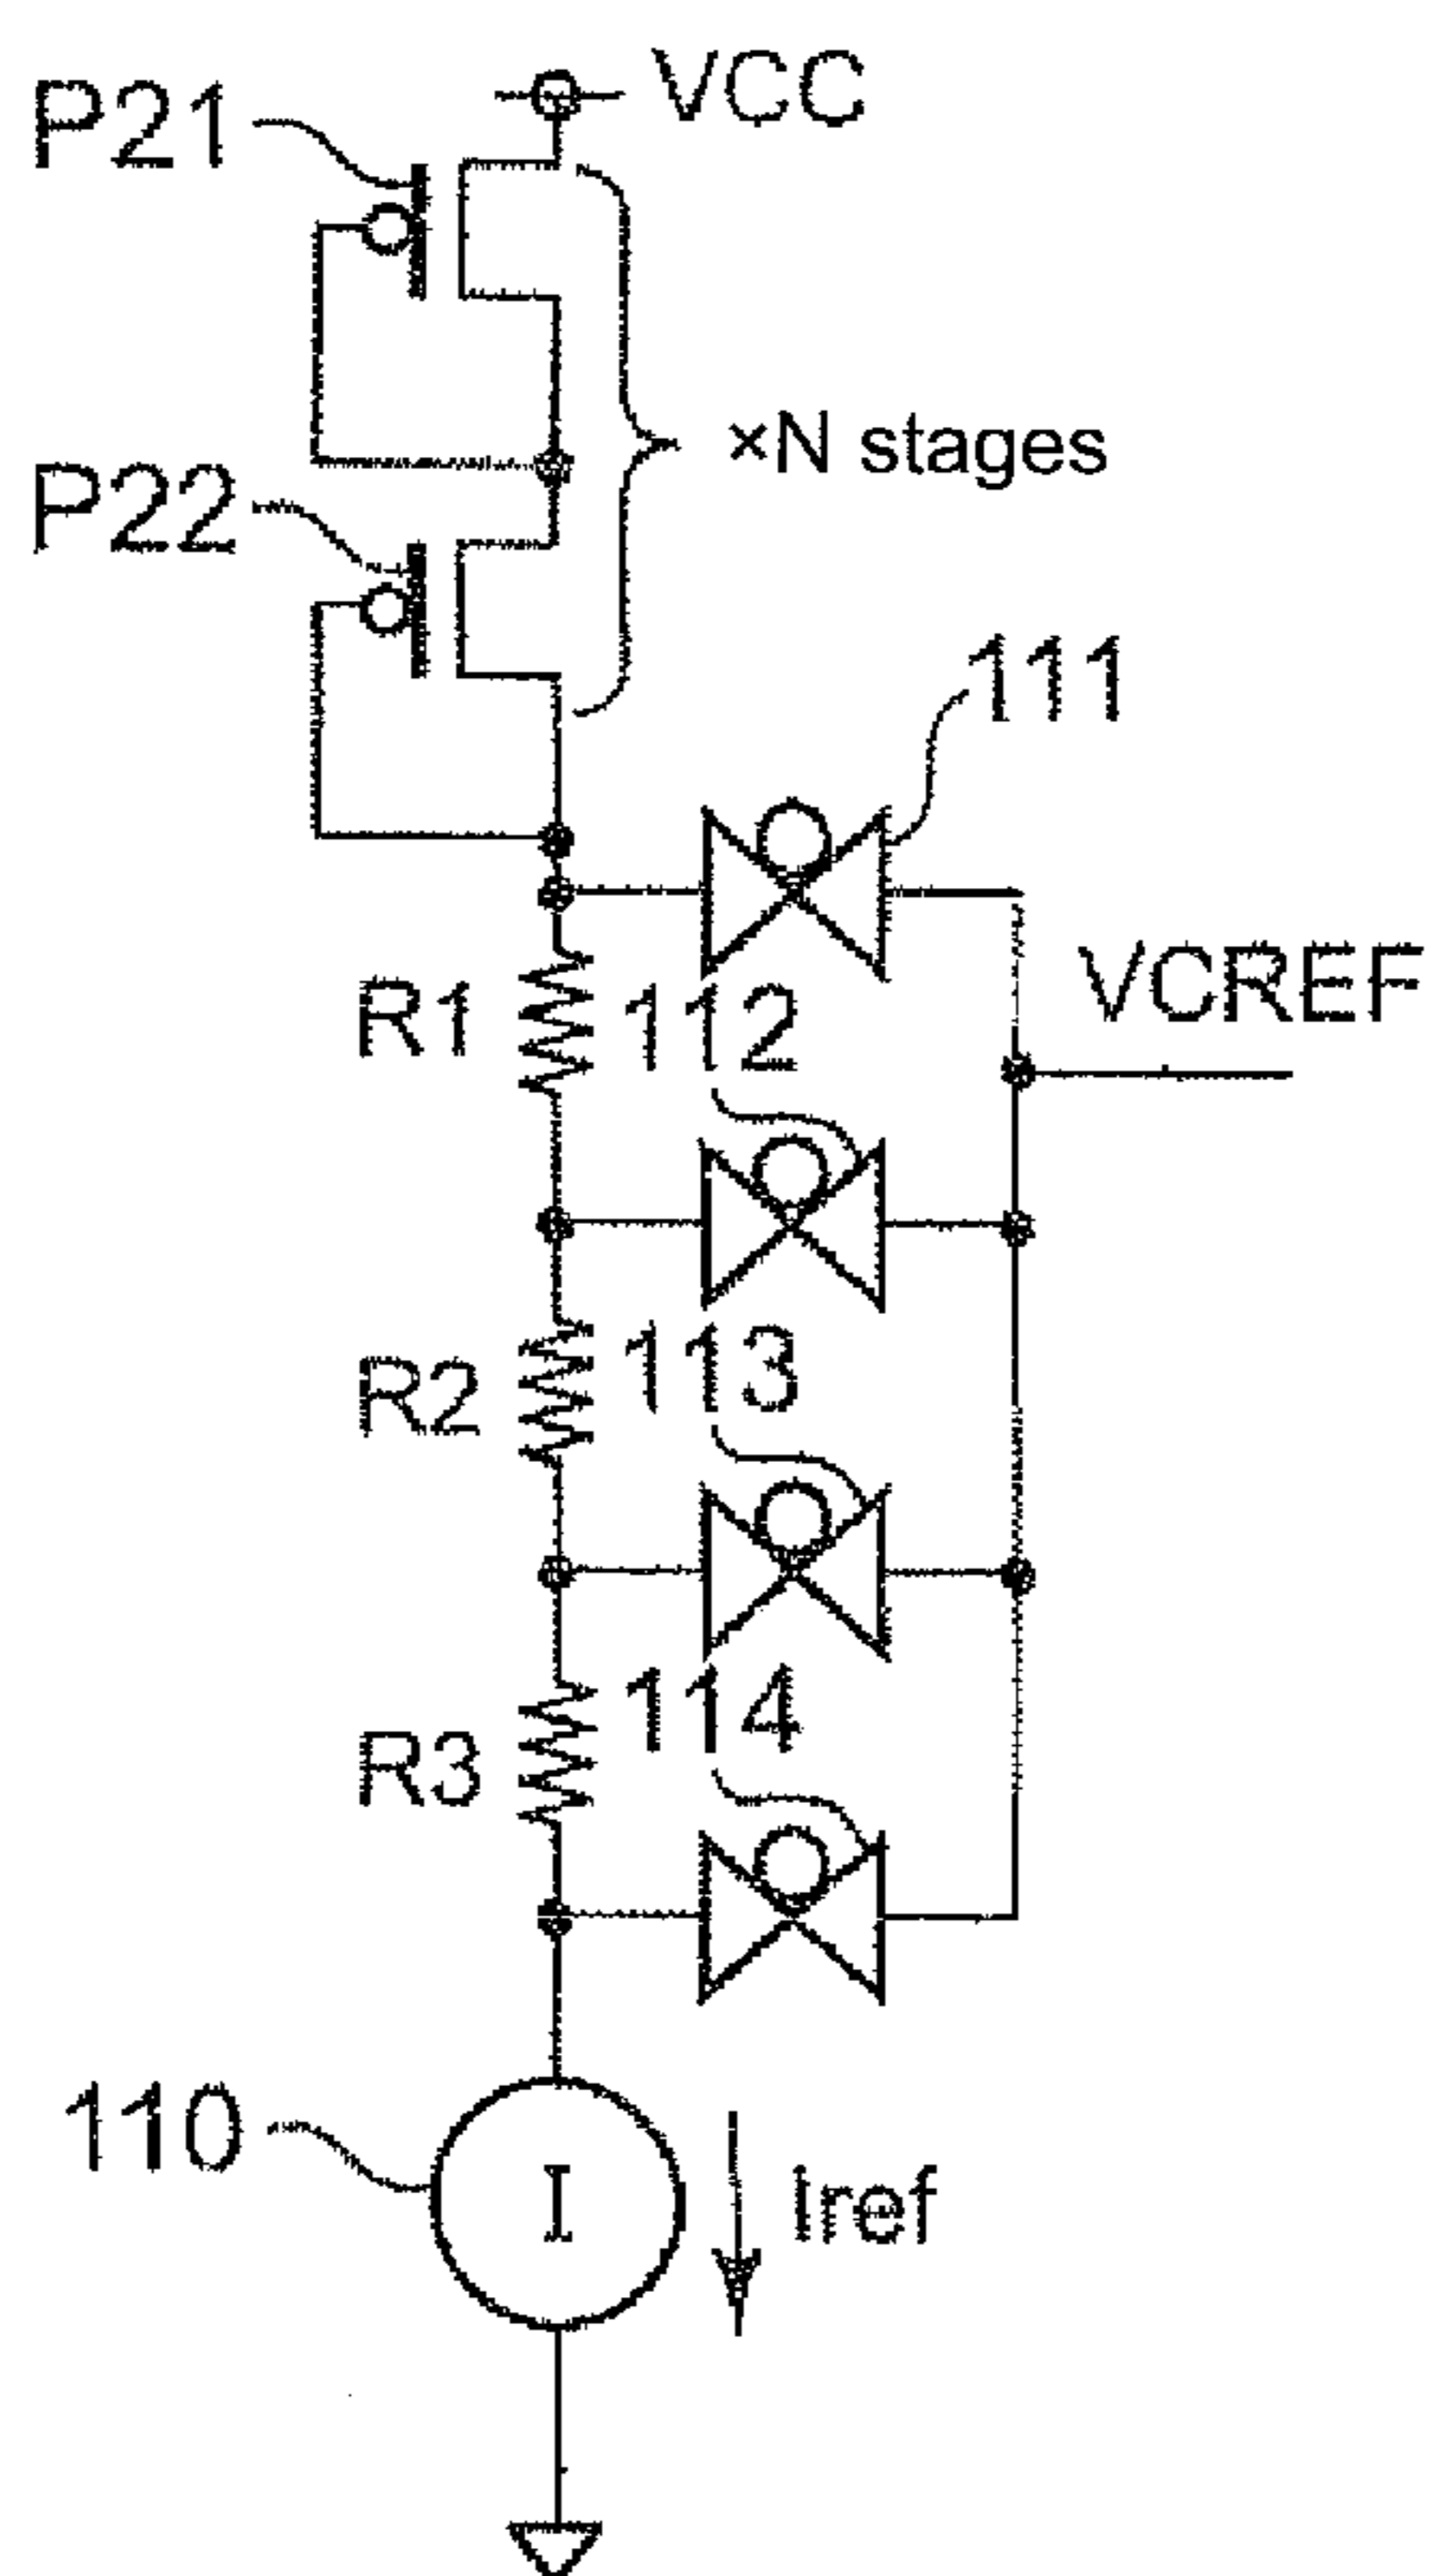 VCC
P21
×N stages
P22
111
VCREF
R1
112
R2
113
R3
114
110
I
Iref